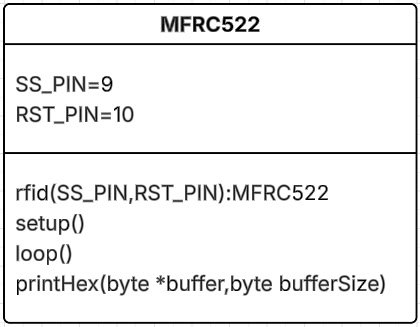 MFRC522
SS_PIN=9
RST_PIN=10
rfid(SS_PIN,RST_PIN):MFRC522
setup()
loop()
printHex(byte *buffer,byte bufferSize)